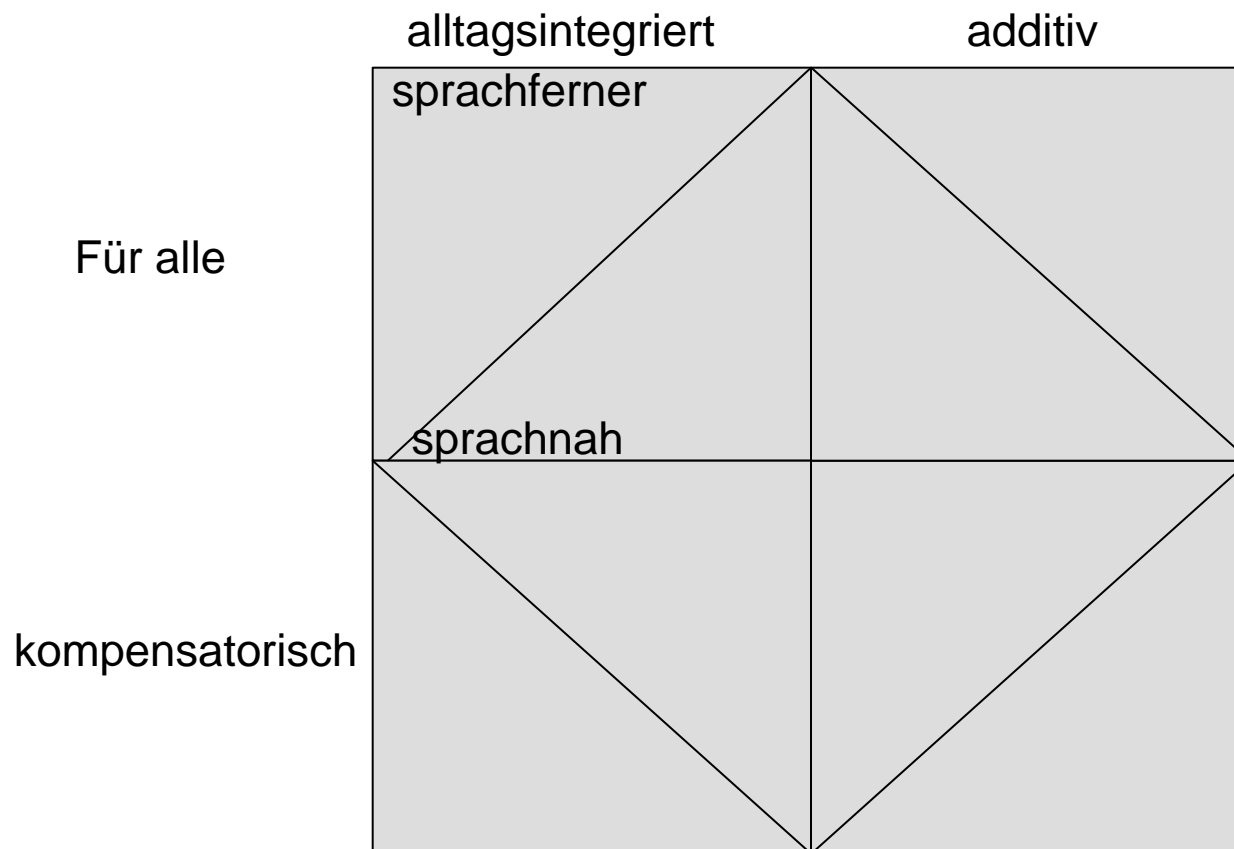 alltagsintegriert additiv
sprachferner
Für alle
sprachnah
kompensatorisch